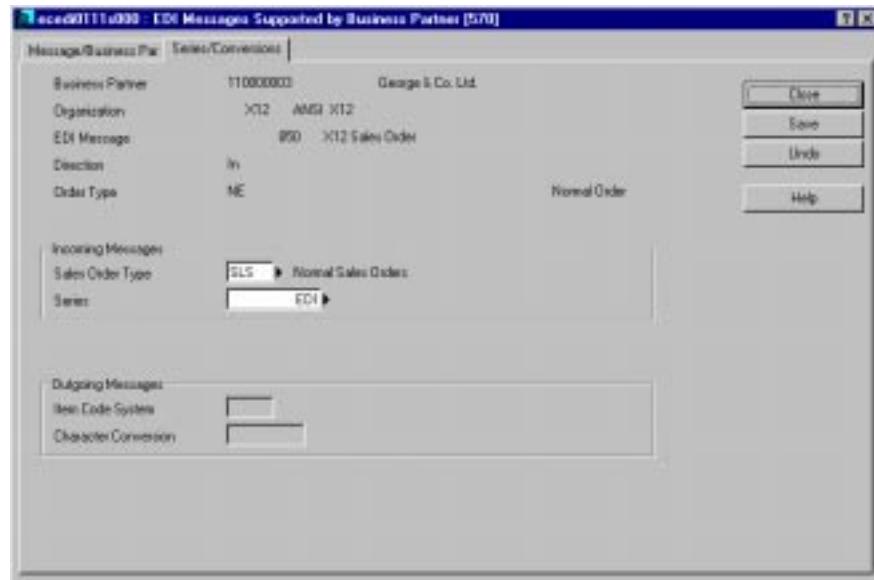 ecedi0111s000 : EDI Messages Supported by Business Partner [570]
Message/Business Par Series/Conversions
Business Partner 110000003 George & Co. Ltd.
Organization X12 ANSI X12
EDI Message 850 X12 Sales Order
Direction In
Order Type NE Normal Order
Close
Save
Undo
Help
Incoming Messages
Sales Order Type SLS Normal Sales Orders
Series EDI
Outgoing Messages
Item Code System
Character Conversion